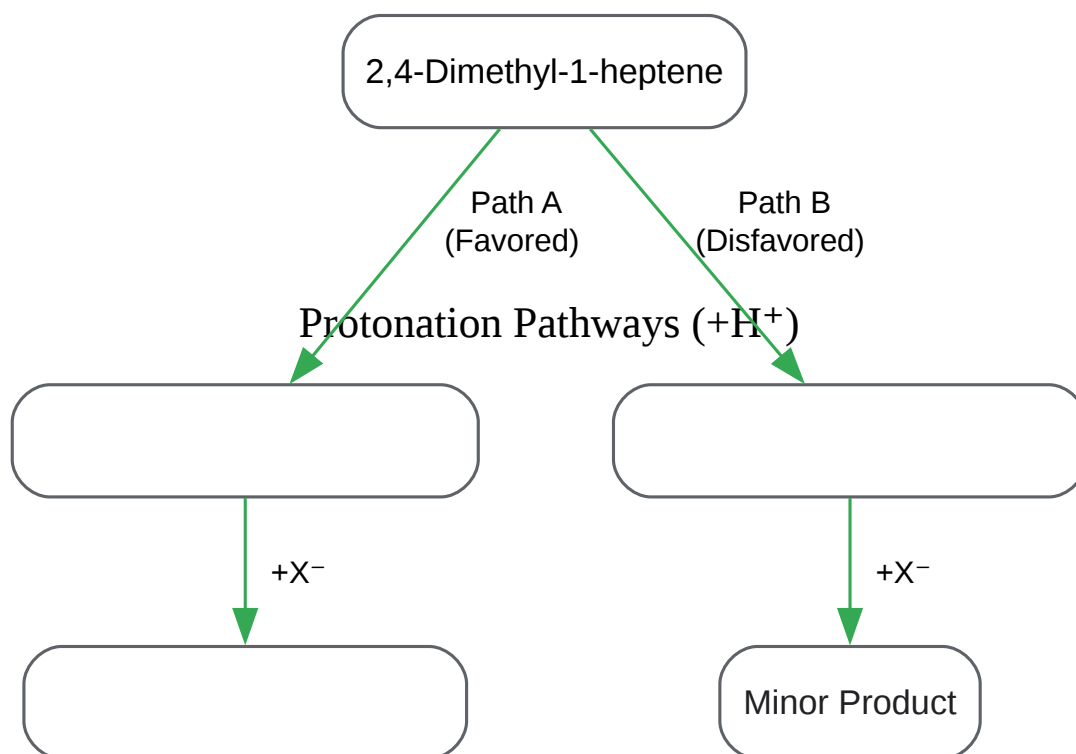 2,4-Dimethyl-1-heptene
Path A
(Favored)
Path B
(Disfavored)
Protonation Pathways (+H⁺)
+X⁻
+X⁻
Minor Product